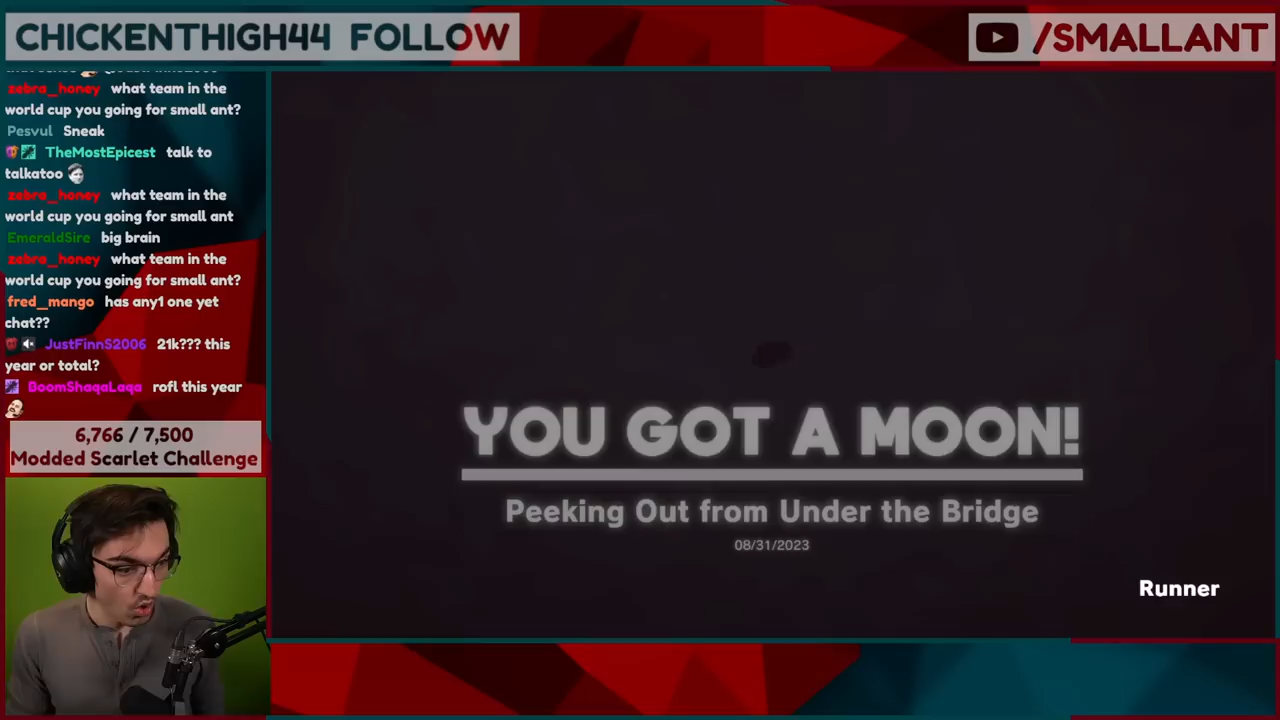 CHICKENTHIGH44 FOLLOW
/SMALLANT
zebra_honey what team in the
world cup you going for small ant?
Pesvul Sneak
TheMostEpicest talk to
talkatoo
zebra_honey what team in the
world cup you going for small ant
EmeraldSire big brain
zebra_honey what team in the
world cup you going for small ant?
fred_mango has any1 one yet
chat??
JustFinnS2006 21k??? this
year or total?
BoomShaqaLaqa rofl this year
6,766 / 7,500
Modded Scarlet Challenge
YOU GOT A MOON!
Peeking Out from Under the Bridge
08/31/2023
Runner